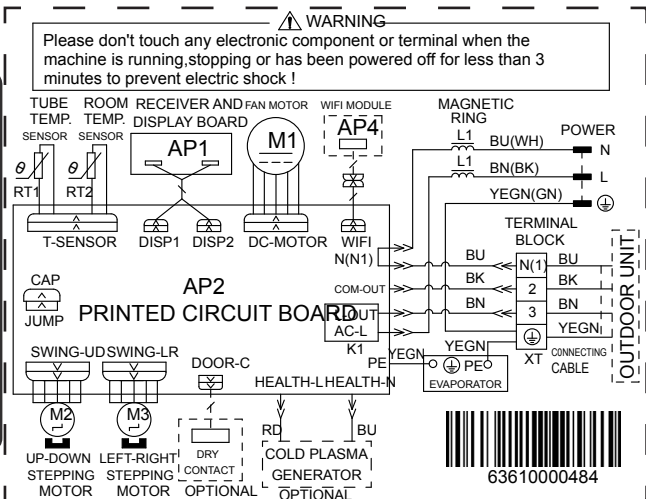 WARNING
Please don't touch any electronic component or terminal when the
machine is running,stopping or has been powered off for less than 3
minutes to prevent electric shock !
TUBE TEMP. SENSOR
ROOM TEMP. SENSOR
RECEIVER AND DISPLAY BOARD
FAN MOTOR
WIFI MODULE
MAGNETIC RING
POWER
AP1
M1
AP4
L1
BU(WH)
N
L1
BN(BK)
L
YEGN(GN)
θ
RT1
θ
RT2
T-SENSOR
DISP1
DISP2
DC-MOTOR
WIFI
TERMINAL BLOCK
N(N1)
BU
N(1)
BU
COM-OUT
BK
2
BK
L-OUT
BN
3
BN
AC-L
K1
YEGN
XT
CONNECTING CABLE
OUTDOOR UNIT
CAP
JUMP
AP2
PRINTED CIRCUIT BOARD
PE
YEGN
PE
YEGN
EVAPORATOR
SWING-UD
SWING-LR
DOOR-C
HEALTH-L
HEALTH-N
M2
M3
RD
BU
UP-DOWN
STEPPING
MOTOR
LEFT-RIGHT
STEPPING
MOTOR
DRY
CONTACT
OPTIONAL
COLD PLASMA
GENERATOR
OPTIONAL
63610000484